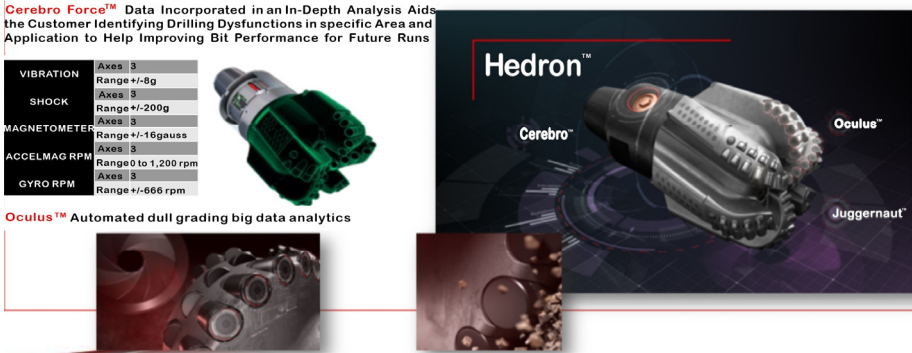 Cerebro Force™ Data Incorporated in an In-Depth Analysis Aids
the Customer Identifying Drilling Dysfunctions in specific Area and
Application to Help Improving Bit Performance for Future Runs
VIBRATION Axes 3
Range +/-8g
SHOCK Axes 3
Range +/-200g
MAGNETOMETER Axes 3
Range +/-16gauss
ACCELMAG RPM Axes 3
Range 0 to 1,200 rpm
GYRO RPM Axes 3
Range +/-666 rpm
Oculus™ Automated dull grading big data analytics
Hedron™
Cerebro™
Oculus™
Juggernaut™